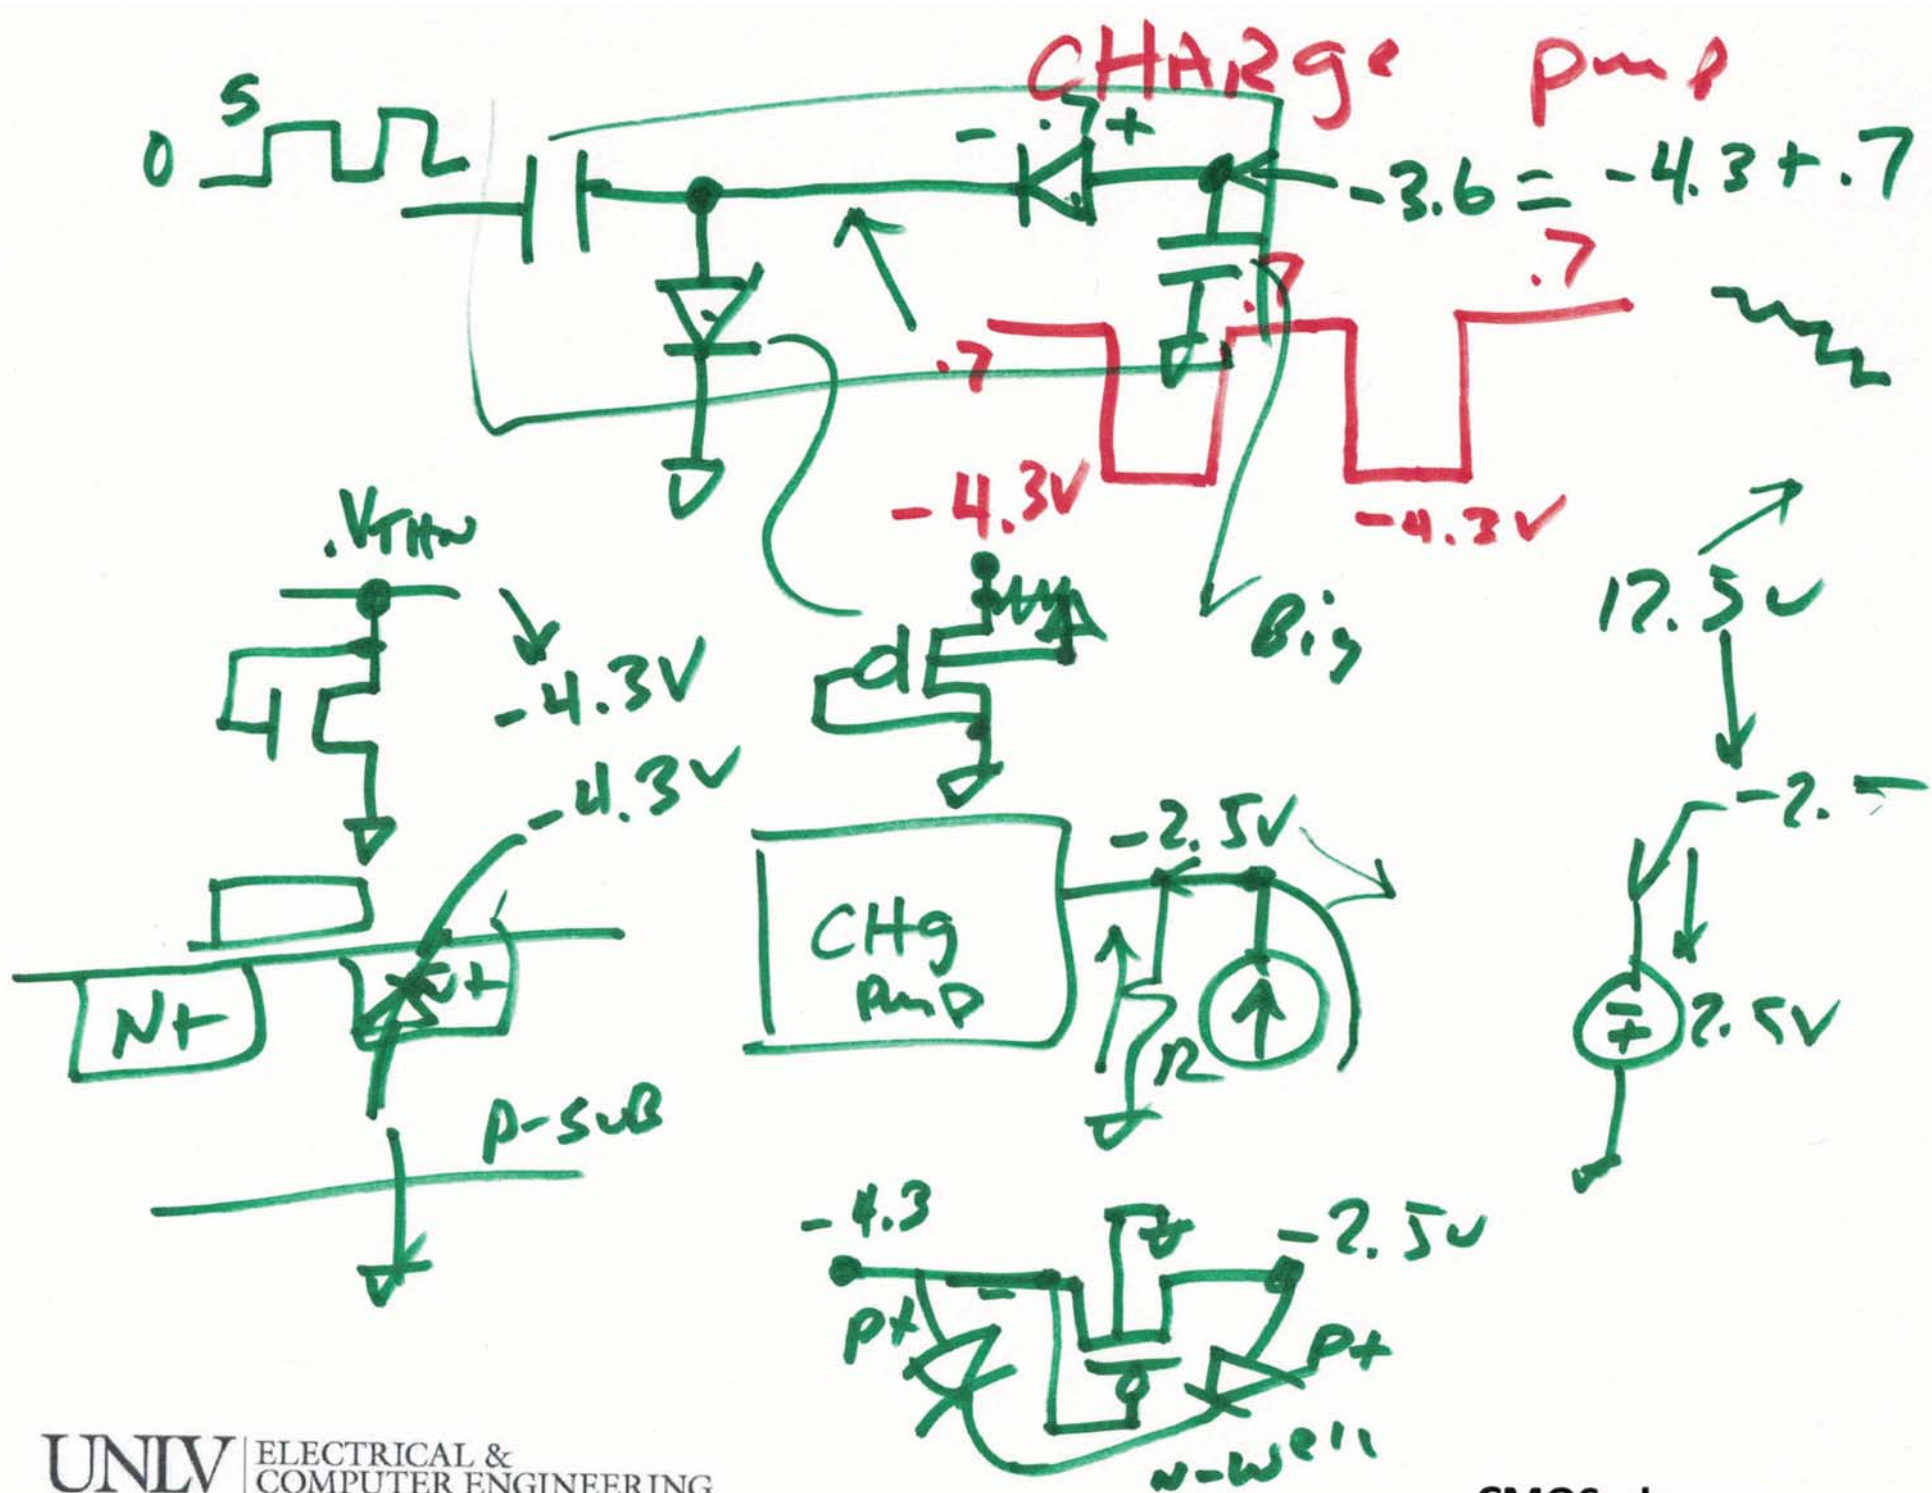 CHARge pump
5
0
- .7 +
-3.6 = -4.3 + .7
.7
.7
.7
-4.3V
-4.3V
.VTHN
-4.3V
-4.3V
Big
12.5V
-2.5V
-2.
CHg
Pump
R
2.5V
N+
N+
P-SUB
-4.3
-2.5V
P+
P+
N-Well
UNLV
ELECTRICAL &
COMPUTER ENGINEERING